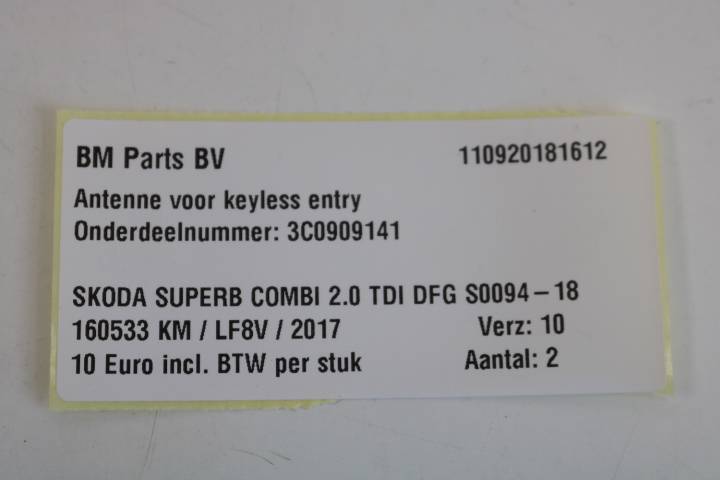 BM Parts BV 110920181612
Antenne voor keyless entry
Onderdeelnummer: 3C0909141
SKODA SUPERB COMBI 2.0 TDI DFG S0094-18
160533 KM / LF8V / 2017 Verz: 10
10 Euro incl. BTW per stuk Aantal: 2